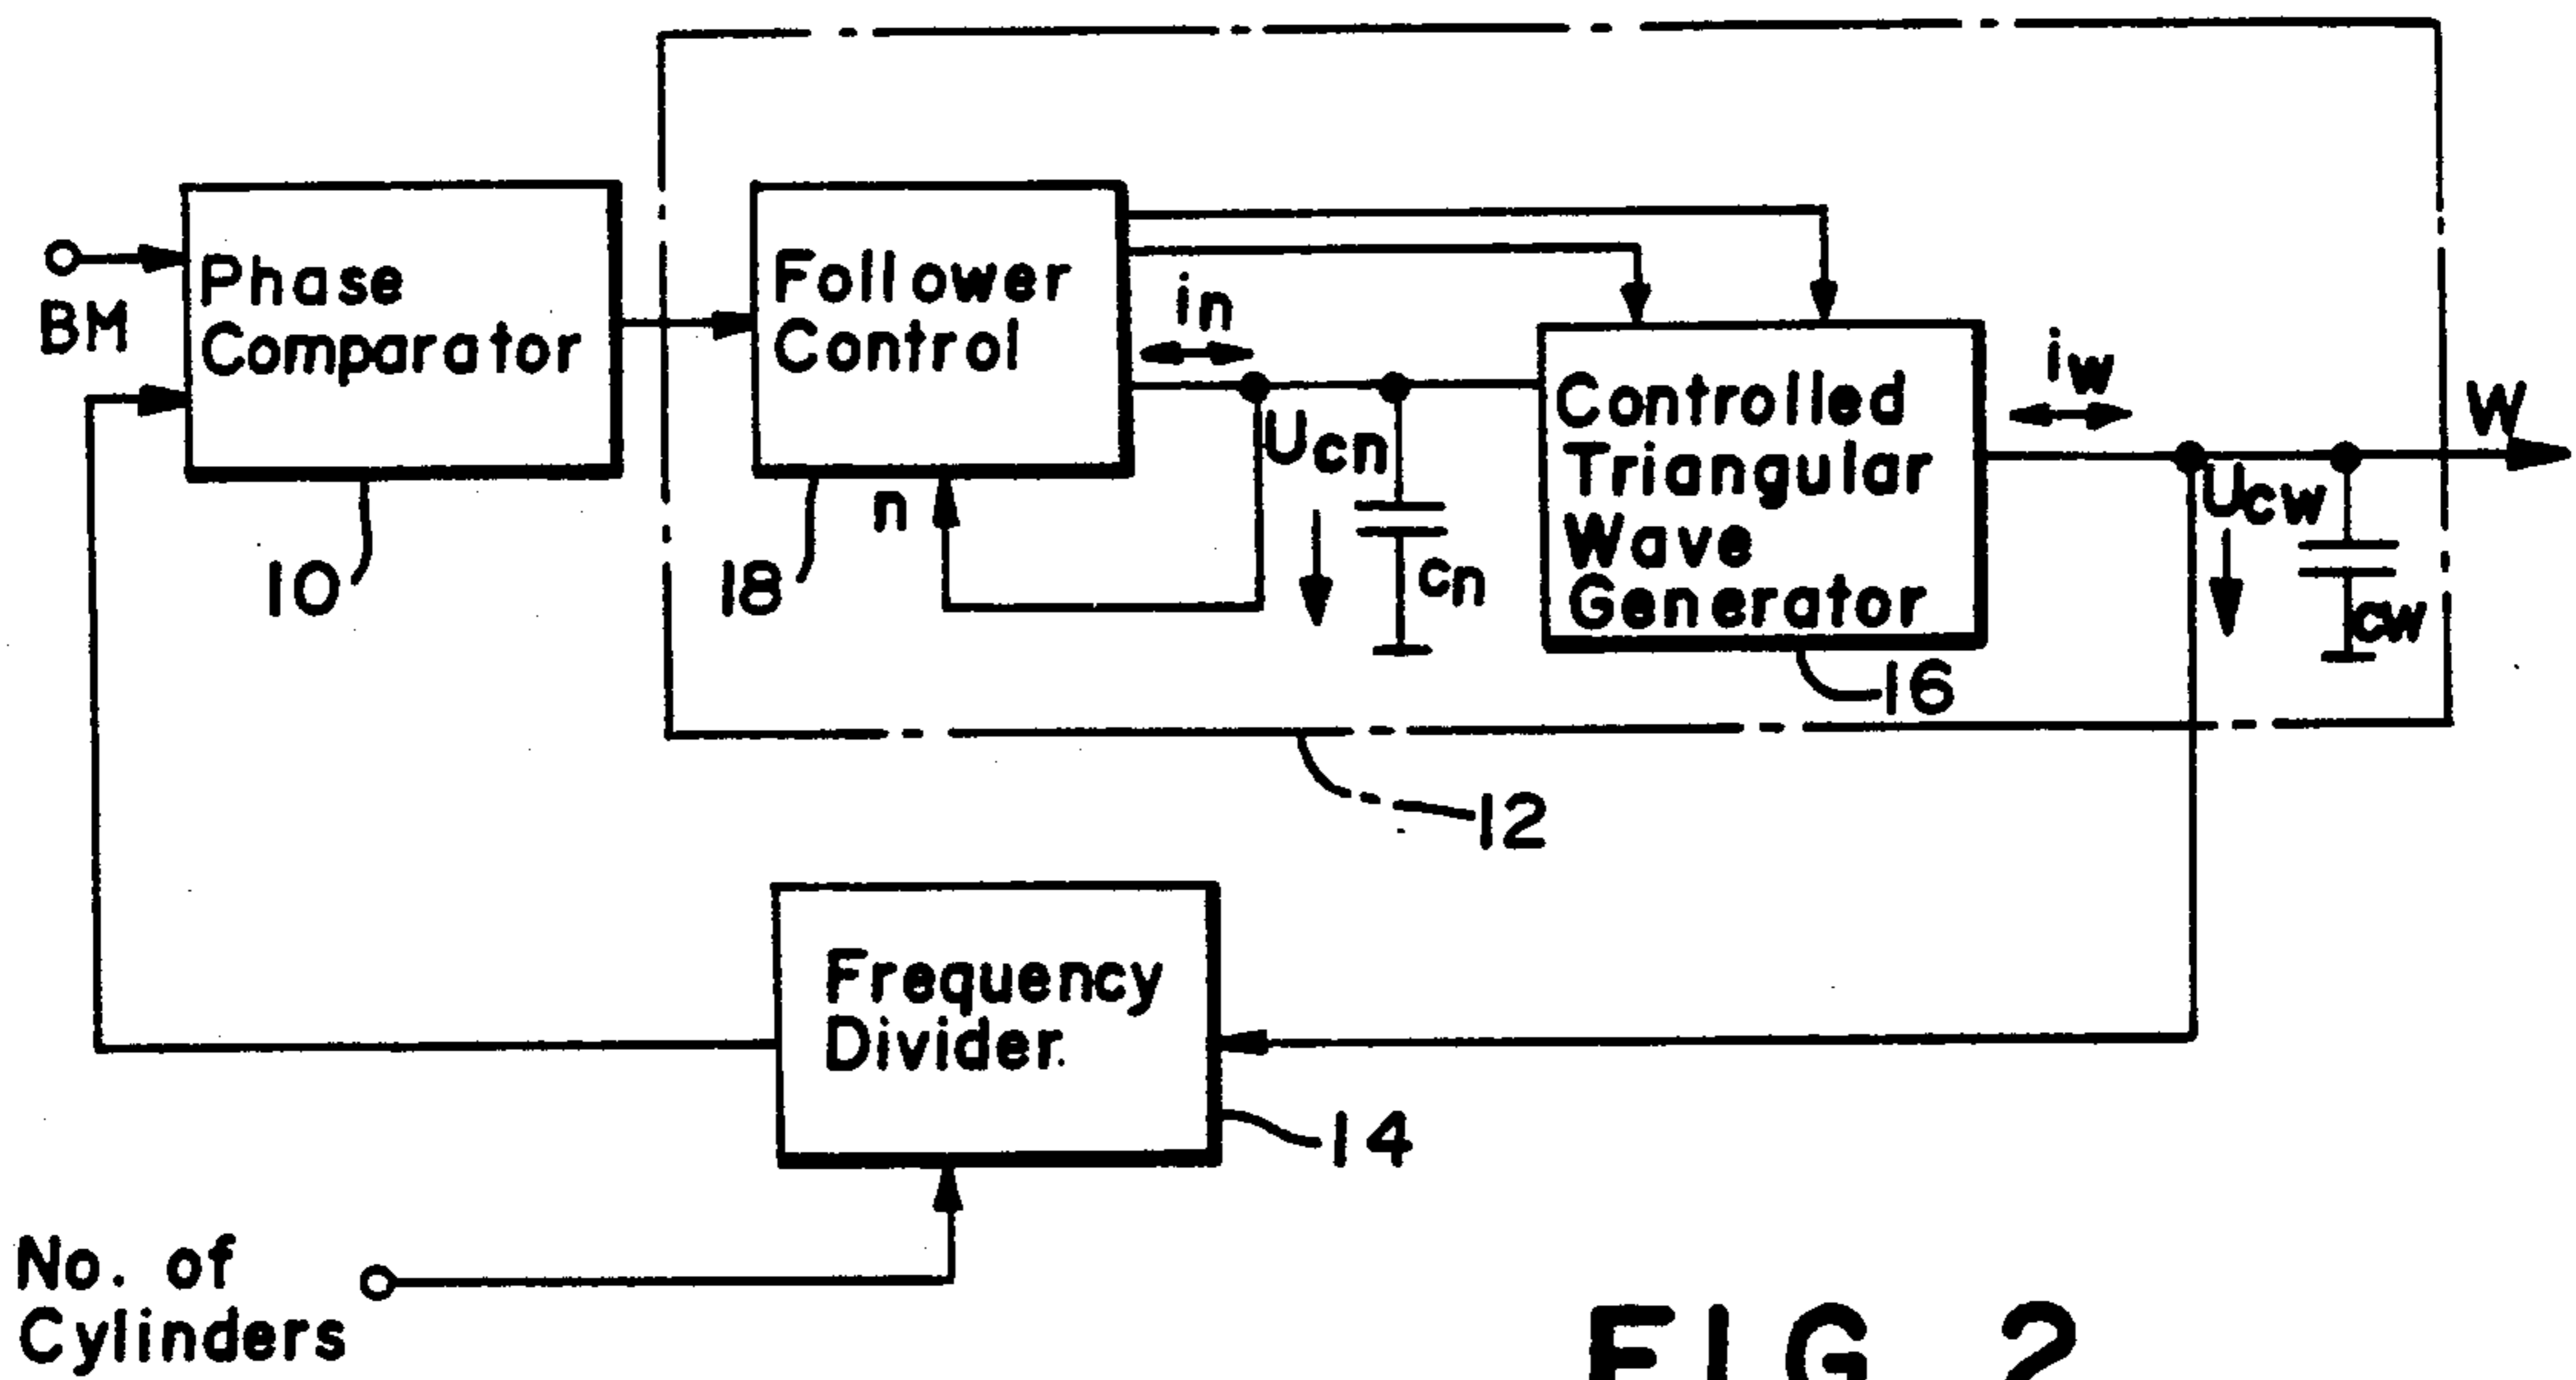 BM
Phase
Comparator
10
Follower
Control
n
18
in
Ucn
cn
Controlled
Triangular
Wave
Generator
16
iw
Ucw
cw
W
12
Frequency
Divider.
14
No. of
Cylinders
FIG. 2